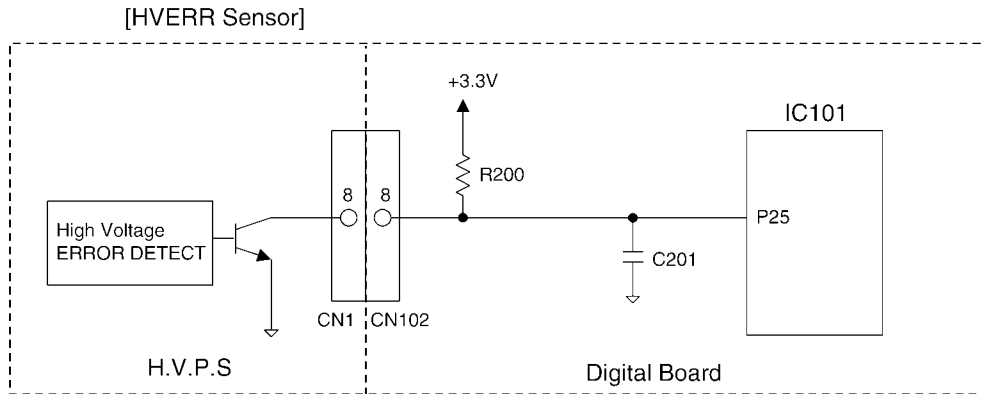 [HVERR Sensor]
+3.3V
IC101
R200
8
8
High Voltage
ERROR DETECT
P25
C201
CN1
CN102
H.V.P.S
Digital Board